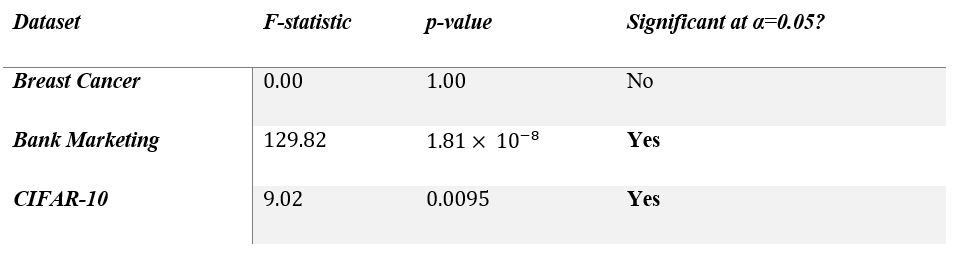 Dataset F-statistic p-value Significant at α=0.05?
Breast Cancer 0.00 1.00 No
Bank Marketing 129.82 1.81 × 10⁻⁸ Yes
CIFAR-10 9.02 0.0095 Yes